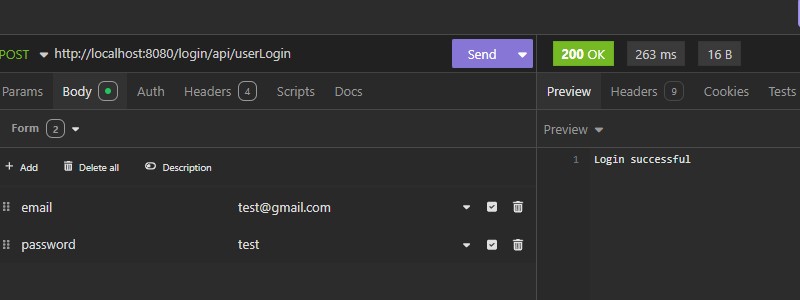 POST http://localhost:8080/login/api/userLogin Send 200 OK 263 ms 16 B
Params Body Auth Headers 4 Scripts Docs Preview Headers 9 Cookies Tests
Form 2 Preview
Add Delete all Description 1 Login successful
email test@gmail.com
password test